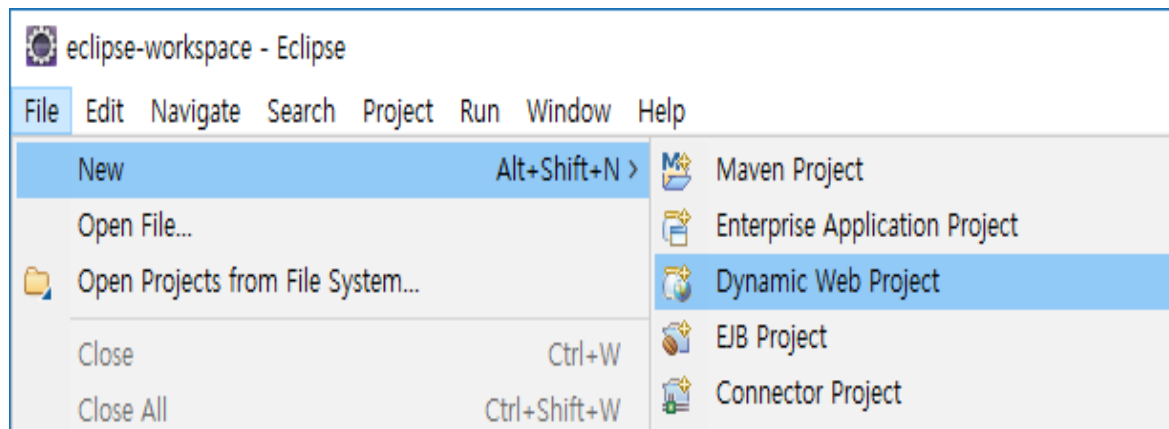 eclipse-workspace - Eclipse
File Edit Navigate Search Project Run Window Help
New Alt+Shift+N >
Open File...
Open Projects from File System...
Close Ctrl+W
Close All Ctrl+Shift+W
Maven Project
Enterprise Application Project
Dynamic Web Project
EJB Project
Connector Project